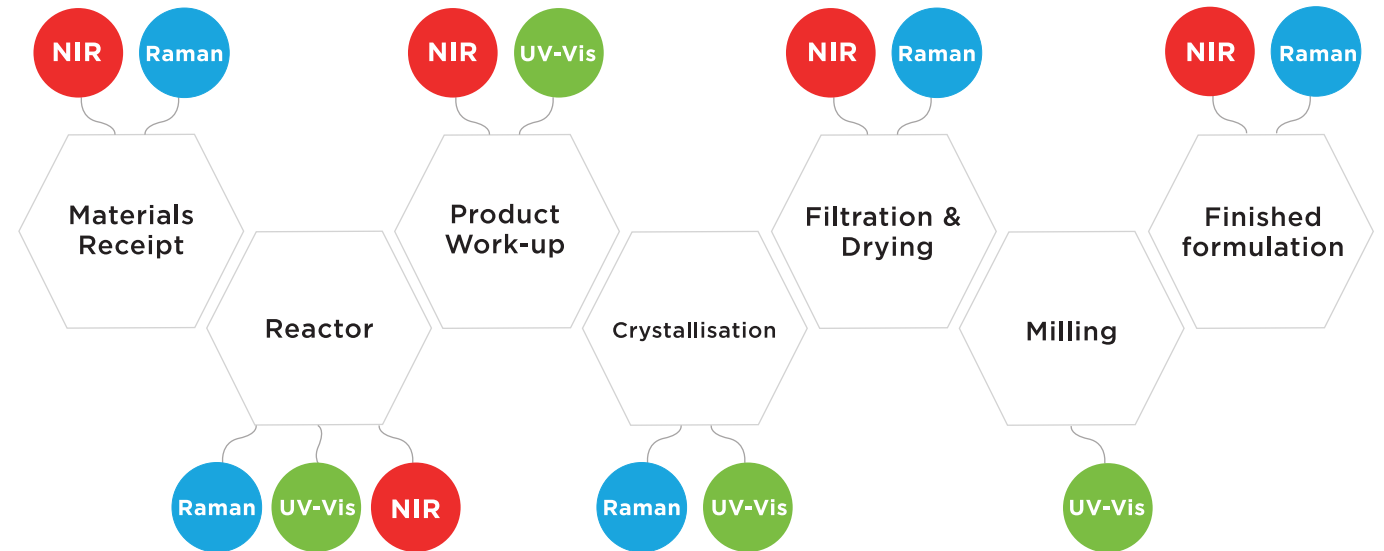 NIR
Raman
NIR
UV-Vis
NIR
Raman
NIR
Raman
Materials
Receipt
Product
Work-up
Filtration &
Drying
Finished
formulation
Reactor
Crystallisation
Milling
Raman
UV-Vis
NIR
Raman
UV-Vis
UV-Vis